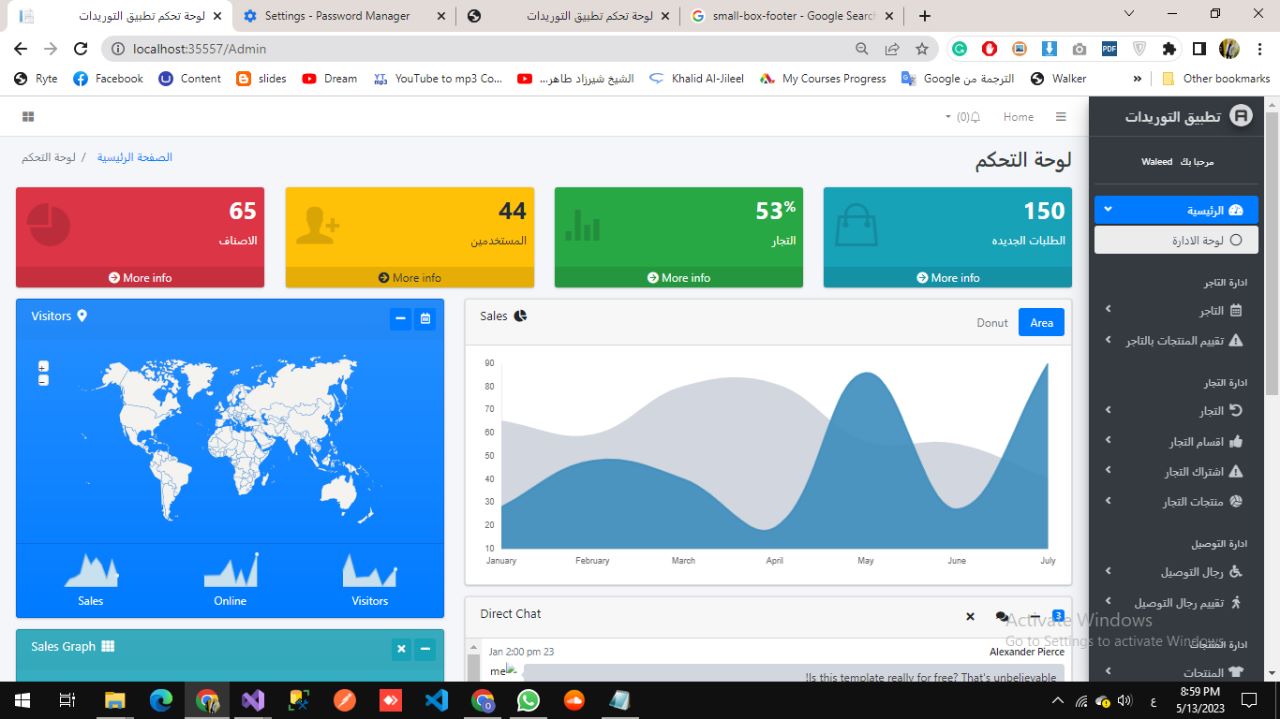 لوحة تحكم تطبيق التوريدات
Settings - Password Manager
لوحة تحكم تطبيق التوريدات
small-box-footer - Google Search
localhost:35557/Admin
PDF
Ryte
Facebook
Content
slides
Dream
YouTube to mp3 Co...
الشيخ شيرزاد طاهر...
Khalid Al-Jileel
My Courses Progress
الترجمة من Google
Walker
»
Other bookmarks
تطبيق التوريدات
Home
(0)
مرحبا بك Waleed
لوحة التحكم
الصفحة الرئيسية / لوحة التحكم
الرئيسية
لوحة الادارة
ادارة التاجر
التاجر
تقييم المنتجات بالتاجر
ادارة التجار
التجار
اقسام التجار
اشتراك التجار
منتجات التجار
ادارة التوصيل
رجال التوصيل
تقييم رجال التوصيل
ادارة المنتجات
المنتجات
150
الطلبات الجديده
More info
53%
التجار
More info
44
المستخدمين
More info
65
الاصناف
More info
Visitors
+
−
Sales
Online
Visitors
Sales Graph
Sales
Donut
Area
90
80
70
60
50
40
30
20
10
January
February
March
April
May
June
July
Direct Chat
3
Jan 2:00 pm 23
Alexander Pierce
me
!Is this template really for free? That's unbelievable
Activate Windows
Go to Settings to activate Windows.
ع
8:59 PM
5/13/2023